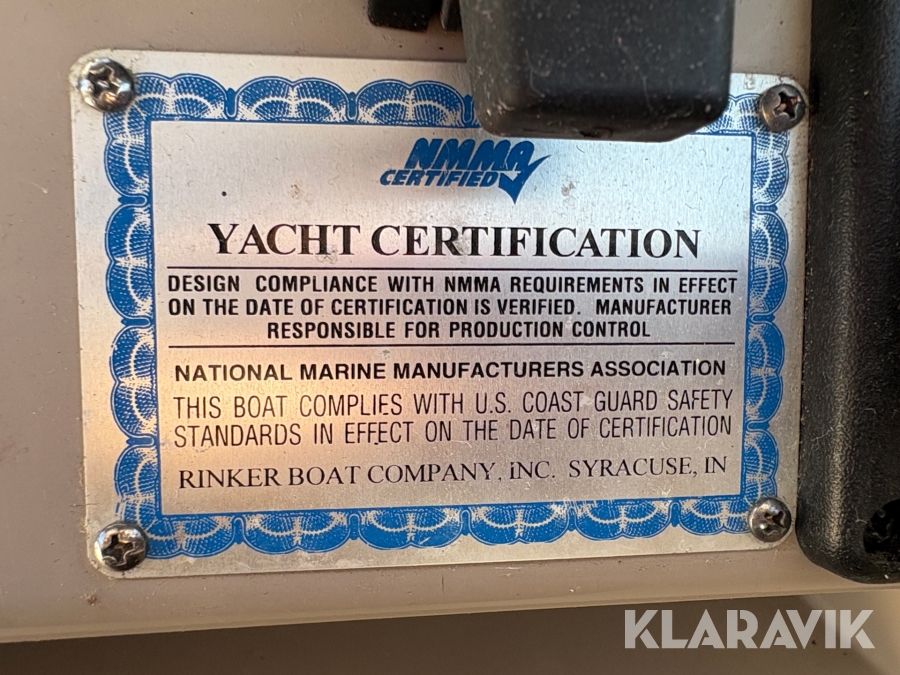 NMMA
CERTIFIED
YACHT CERTIFICATION
DESIGN COMPLIANCE WITH NMMA REQUIREMENTS IN EFFECT
ON THE DATE OF CERTIFICATION IS VERIFIED. MANUFACTURER
RESPONSIBLE FOR PRODUCTION CONTROL
NATIONAL MARINE MANUFACTURERS ASSOCIATION
THIS BOAT COMPLIES WITH U.S. COAST GUARD SAFETY
STANDARDS IN EFFECT ON THE DATE OF CERTIFICATION
RINKER BOAT COMPANY, INC. SYRACUSE, IN
KLARAVIK